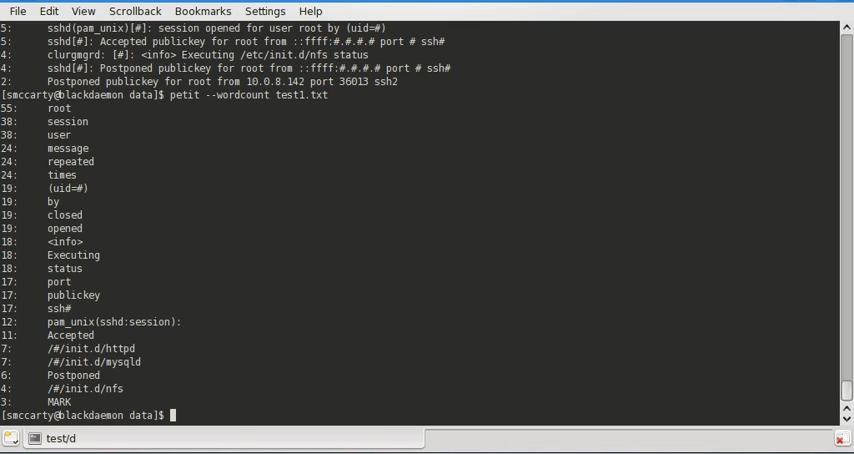 File Edit View Scrollback Bookmarks Settings Help
5: sshd(pam_unix)[#]: session opened for user root by (uid=#)
5: sshd[#]: Accepted publickey for root from ::ffff:#.#.#.# port # ssh#
4: clurgmgrd: [#]: <info> Executing /etc/init.d/nfs status
4: sshd[#]: Postponed publickey for root from ::ffff:#.#.#.# port # ssh#
2: Postponed publickey for root from 10.0.8.142 port 36013 ssh2
[smccarty@blackdaemon data]$ petit --wordcount test1.txt
55: root
38: session
38: user
24: message
24: repeated
24: times
19: (uid=#)
19: by
19: closed
19: opened
18: <info>
18: Executing
18: status
17: port
17: publickey
17: ssh#
12: pam_unix(sshd:session):
11: Accepted
7: /#/init.d/httpd
7: /#/init.d/mysqld
6: Postponed
4: /#/init.d/nfs
3: MARK
[smccarty@blackdaemon data]$
test/d